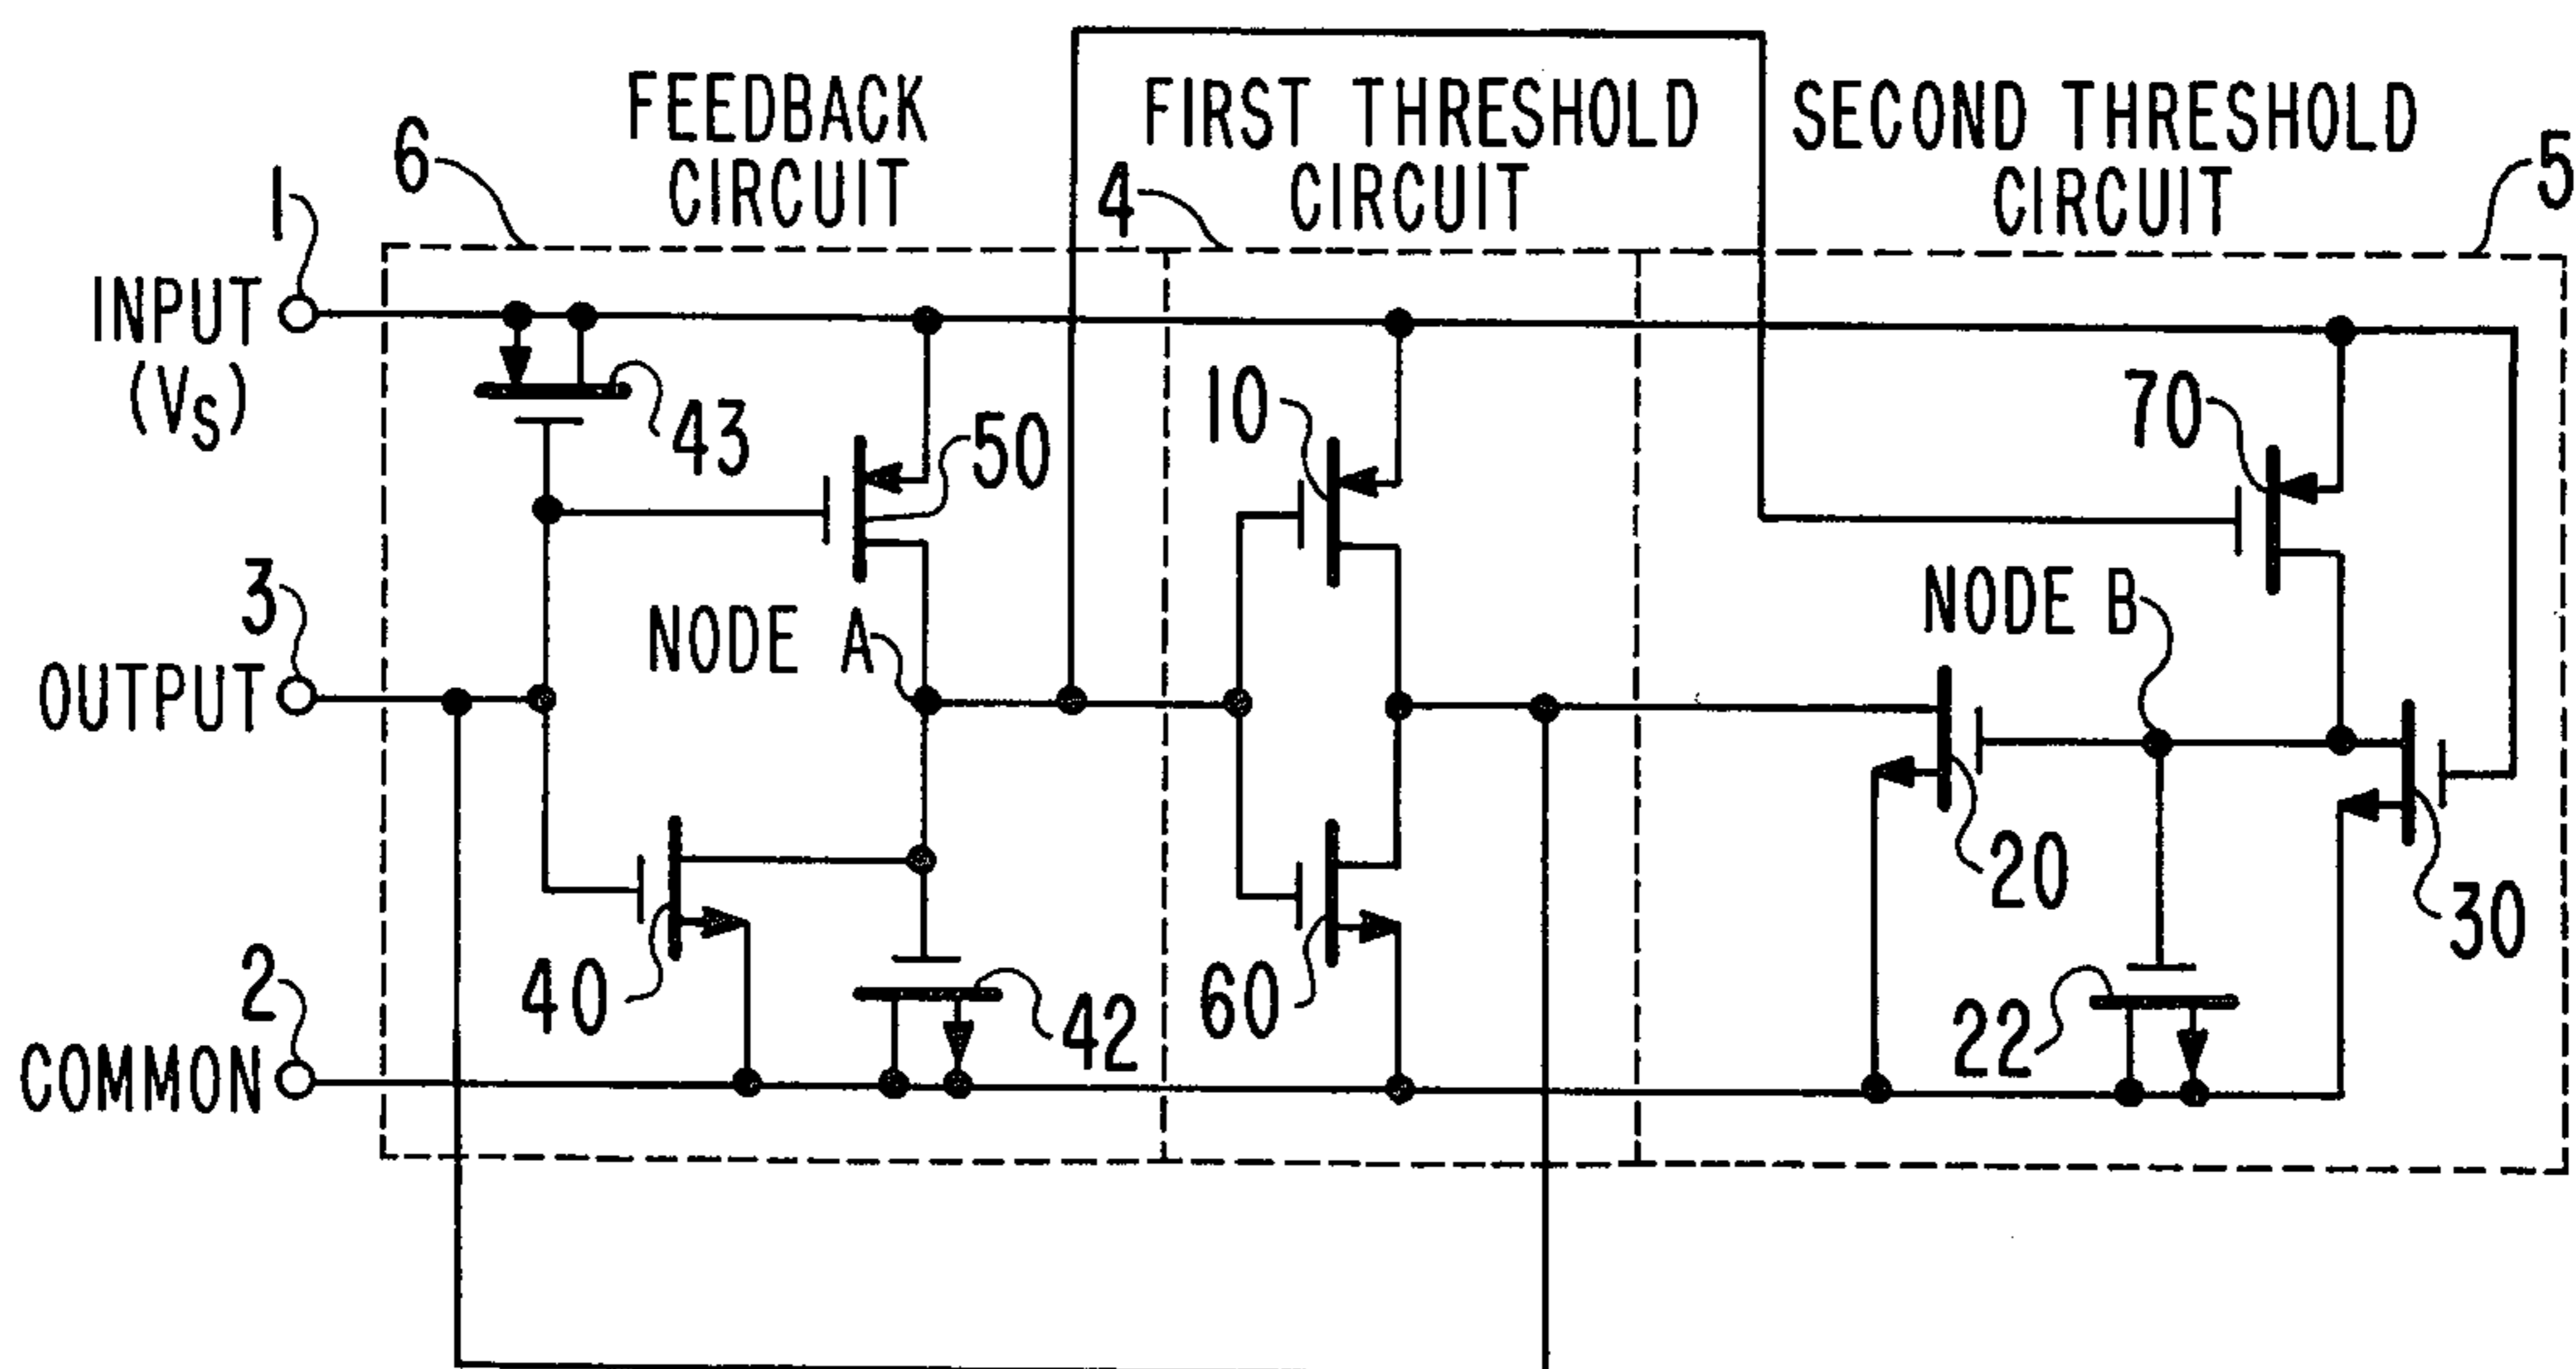 FEEDBACK
CIRCUIT
FIRST THRESHOLD
CIRCUIT
SECOND THRESHOLD
CIRCUIT
6
4
5
1
INPUT
(VS)
43
50
10
70
3
OUTPUT
NODE A
NODE B
20
30
2
COMMON
40
42
60
22